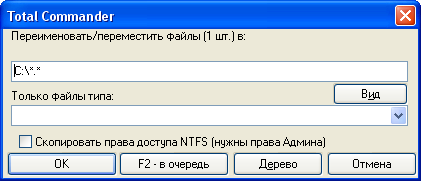 Total Commander
Переименовать/переместить файлы (1 шт.) в:
C:\*.*
Вид
Только файлы типа:
Скопировать права доступа NTFS (нужны права Админа)
OK
F2 - в очередь
Дерево
Отмена